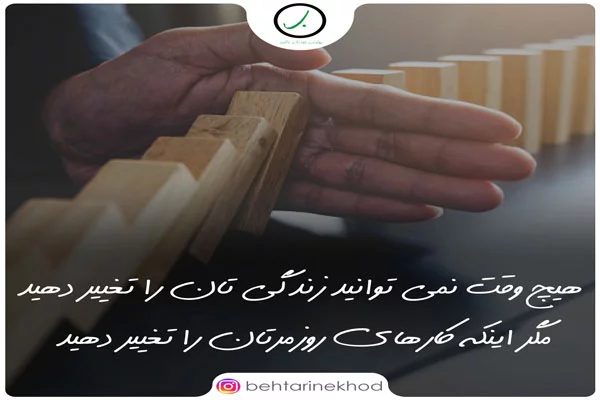 هیچ وقت نمی توانید زندگی تان را تغییر دهید
مگر اینکه کارهای روزمرتان را تغییر دهید
behtarinekhod